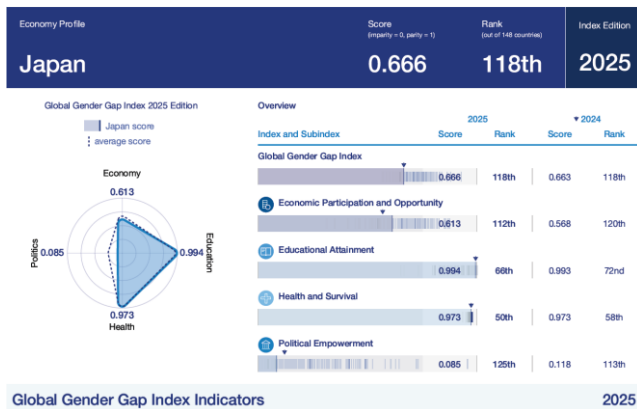 Economy Profile
Score
Rank
Index Edition
(imparity = 0, parity = 1)
(out of 148 countries)
Japan
0.666
118th
2025
Global Gender Gap Index 2025 Edition
Japan score
average score
Economy
0.613
Politics
0.085
Education
0.994
0.973
Health
Overview
2025
2024
Index and Subindex
Score
Rank
Score
Rank
Global Gender Gap Index
0.666
118th
0.663
118th
Economic Participation and Opportunity
0.613
112th
0.568
120th
Educational Attainment
0.994
66th
0.993
72nd
Health and Survival
0.973
50th
0.973
58th
Political Empowerment
0.085
125th
0.118
113th
Global Gender Gap Index Indicators
2025